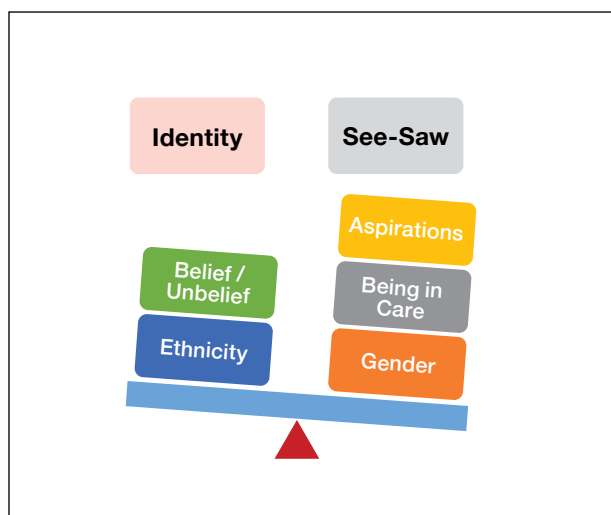 Identity
See-Saw
Aspirations
Belief /
Unbelief
Being in
Care
Ethnicity
Gender